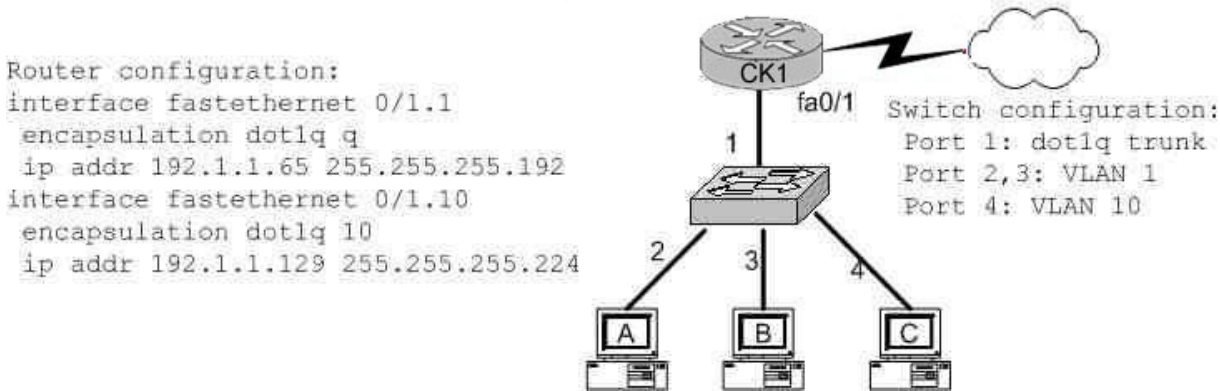 Router configuration:
interface fastethernet 0/1.1
encapsulation dot1q q
ip addr 192.1.1.65 255.255.255.192
interface fastethernet 0/1.10
encapsulation dot1q 10
ip addr 192.1.1.129 255.255.255.224
CK1
fa0/1
Switch configuration:
Port 1: dot1q trunk
Port 2,3: VLAN 1
Port 4: VLAN 10
1
2
3
4
A
B
C